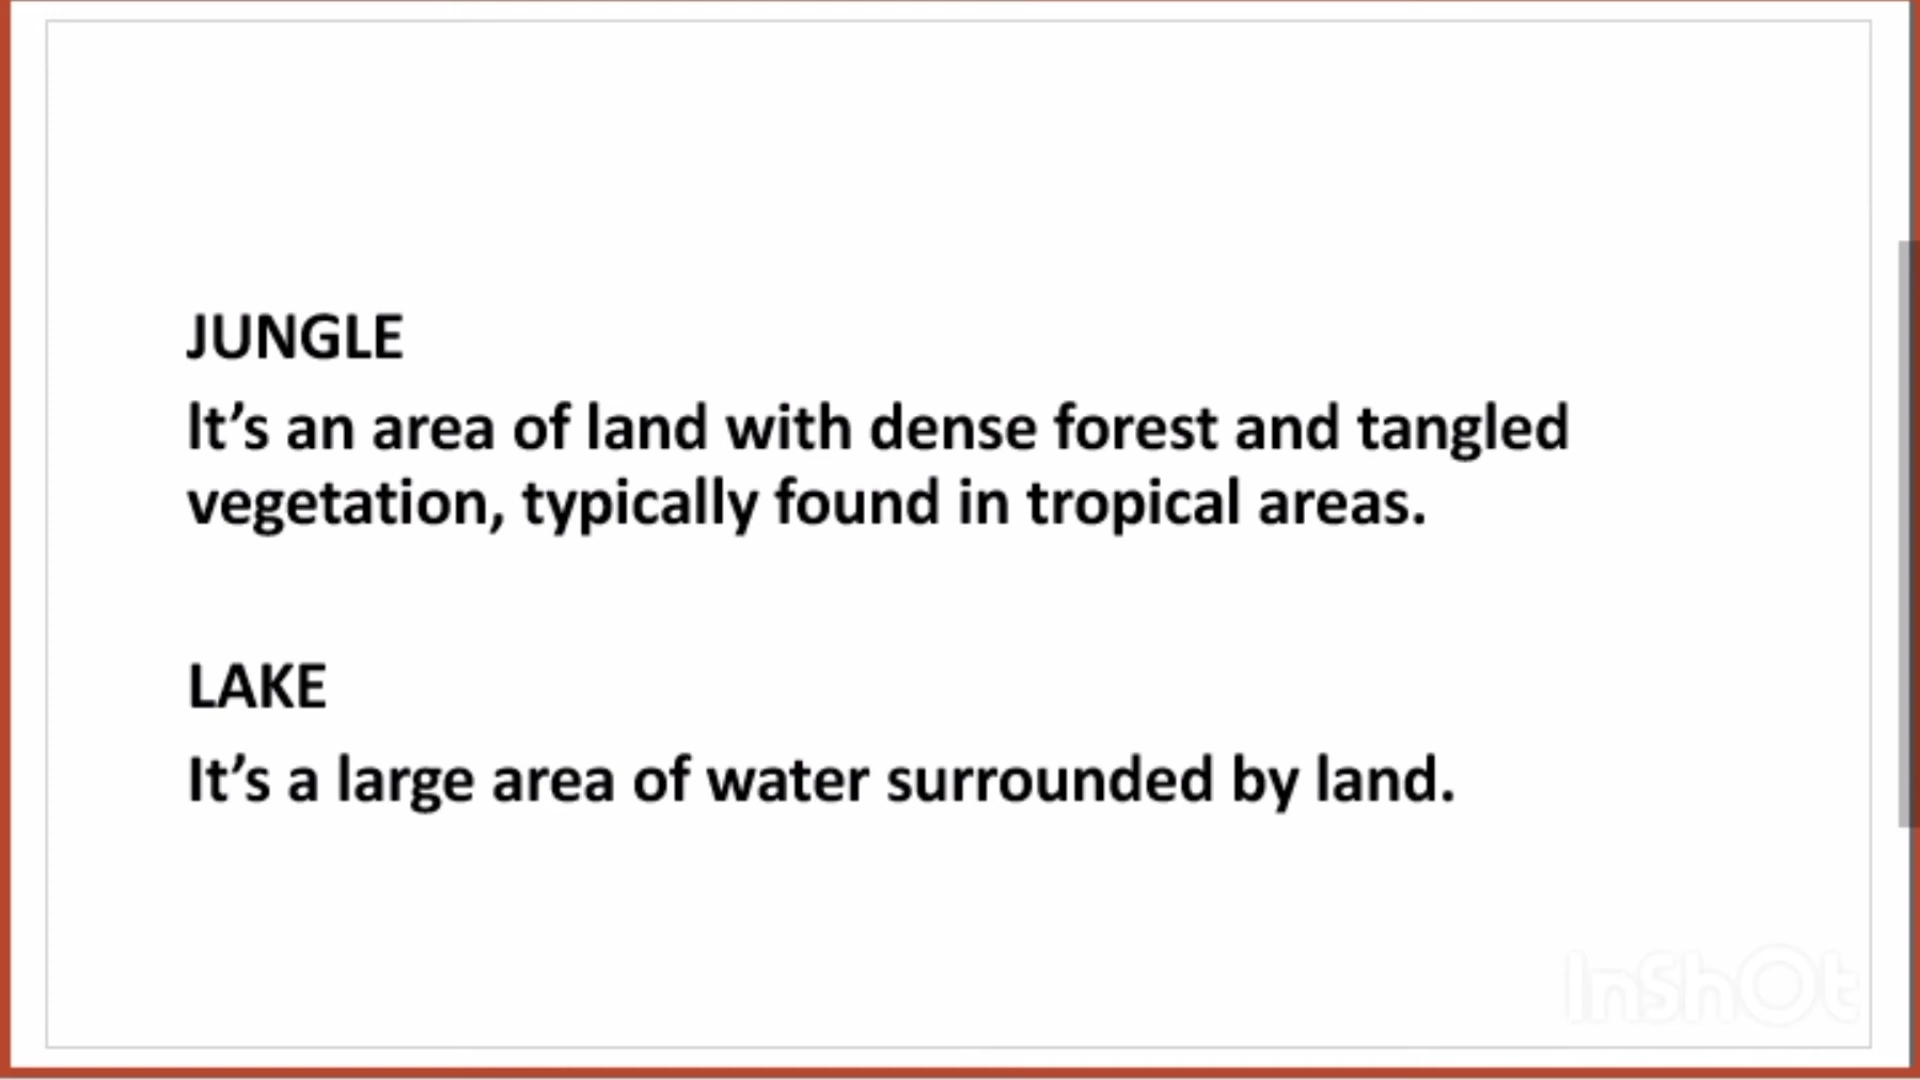 JUNGLE
It’s an area of land with dense forest and tangled
vegetation, typically found in tropical areas.
LAKE
It’s a large area of water surrounded by land.
InShOt